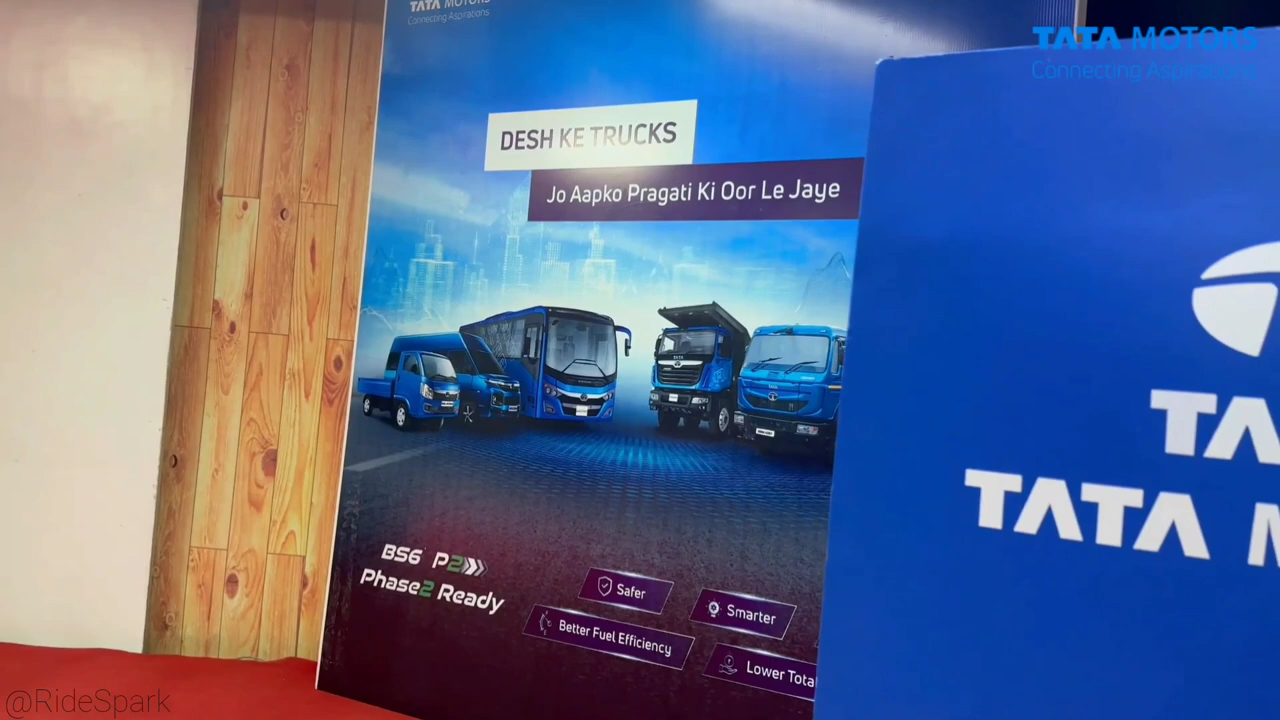 TATA MOTORS
Connecting Aspirations
TATA MOTORS
Connecting Aspirations
DESH KE TRUCKS
Jo Aapko Pragati Ki Oor Le Jaye
BS6 P2
Phase2 Ready
Safer
Smarter
Better Fuel Efficiency
Lower Tota
TA
TATA M
@RideSpark